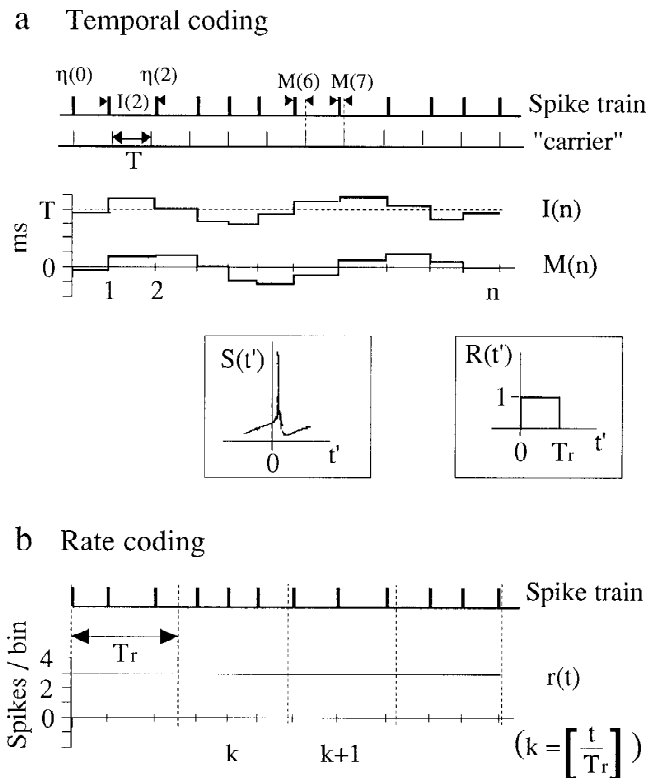 a Temporal coding
η(0) I(2) η(2) M(6) M(7)
Spike train
"carrier"
T
T I(n)
ms
0 M(n)
1 2 n
S(t') R(t')
1
0 t' 0 Tr t'
b Rate coding
Spike train
Tr
Spikes / bin
4
2 r(t)
0
k k+1 (k = [t/Tr])